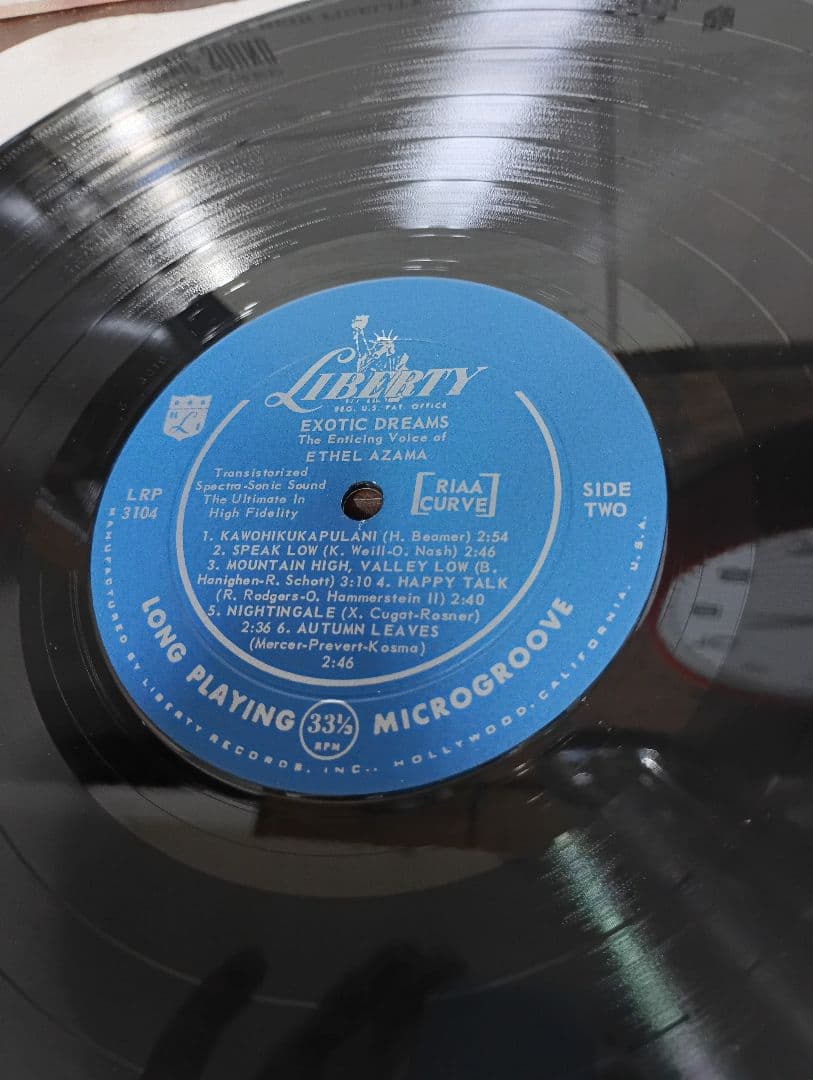 LIBERTY
REG. U.S. PAT. OFFICE
EXOTIC DREAMS
The Enticing Voice of
ETHEL AZAMA
Transistorized
Spectra-Sonic Sound
The Ultimate In
High Fidelity
[RIAA
CURVE]
LRP
3104
SIDE
TWO
1. KAWOHIKUKAPULANI (H. Beamer) 2:54
2. SPEAK LOW (K. Weill-O. Nash) 2:46
3. MOUNTAIN HIGH, VALLEY LOW (B.
Hanighen-R. Schott) 3:10 4. HAPPY TALK
(R. Rodgers-O. Hammerstein II) 2:40
5. NIGHTINGALE (X. Cugat-Rosner)
2:36 6. AUTUMN LEAVES
(Mercer-Prevert-Kosma)
2:46
LONG PLAYING 33⅓ RPM MICROGROOVE
MANUFACTURED BY LIBERTY RECORDS, INC., HOLLYWOOD, CALIFORNIA, U.S.A.